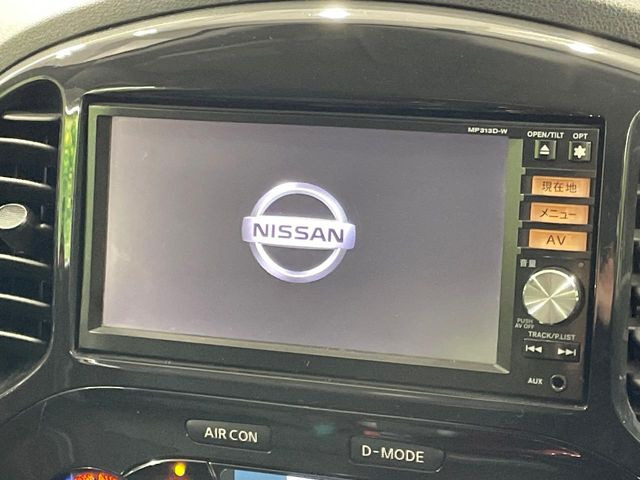 MP313D-W
OPEN/TILT OPT
現在地
メニュー
AV
NISSAN
音量
PUSH
AV OFF
TRACK/P.LIST
AUX
AIR CON
D-MODE